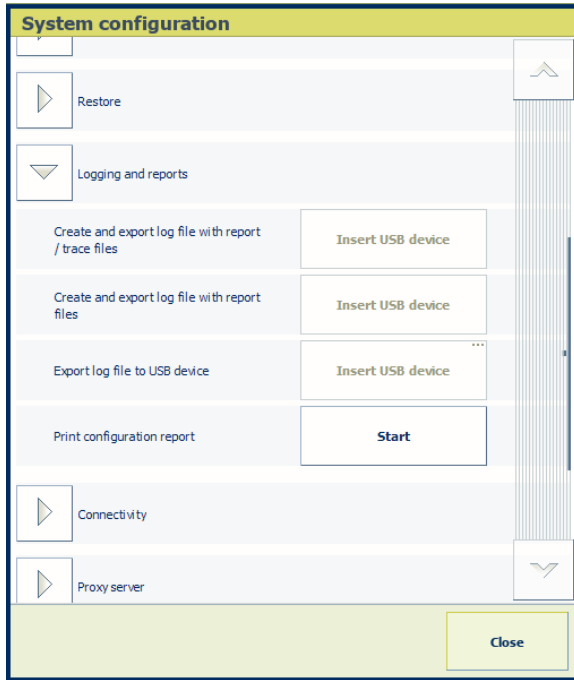 System configuration
Restore
Logging and reports
Create and export log file with report
/ trace files
Insert USB device
Create and export log file with report
files
Insert USB device
Export log file to USB device
...
Insert USB device
Print configuration report
Start
Connectivity
Proxy server
Close